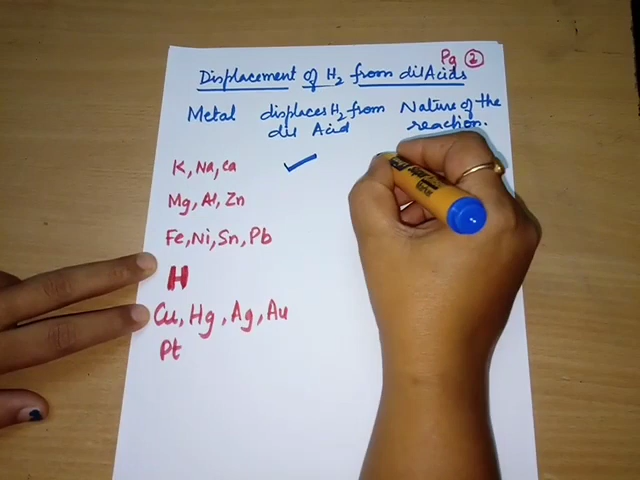 Pg 2
Displacement of H2 from dil Acids
Metal displaces H2 from dil Acid Nature of the reaction.
K, Na, Ca ✓
Mg, Al, Zn
Fe, Ni, Sn, Pb
H
Cu, Hg, Ag, Au
Pt